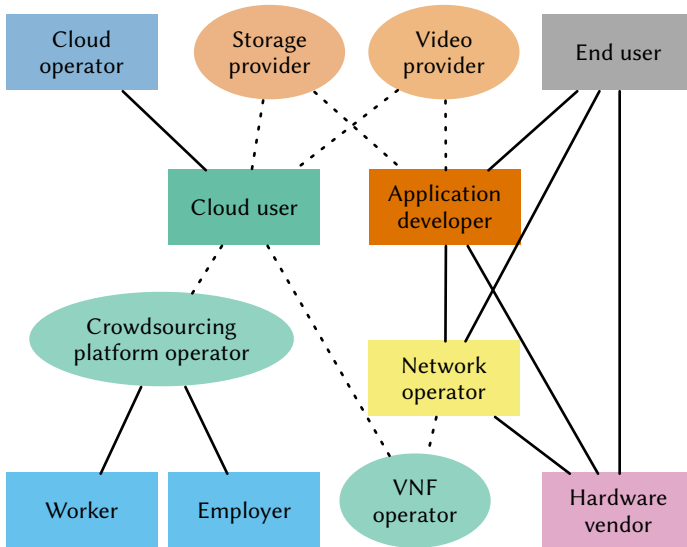 Cloud
operator
Storage
provider
Video
provider
End user
Cloud user
Application
developer
Crowdsourcing
platform operator
Network
operator
Worker
Employer
VNF
operator
Hardware
vendor